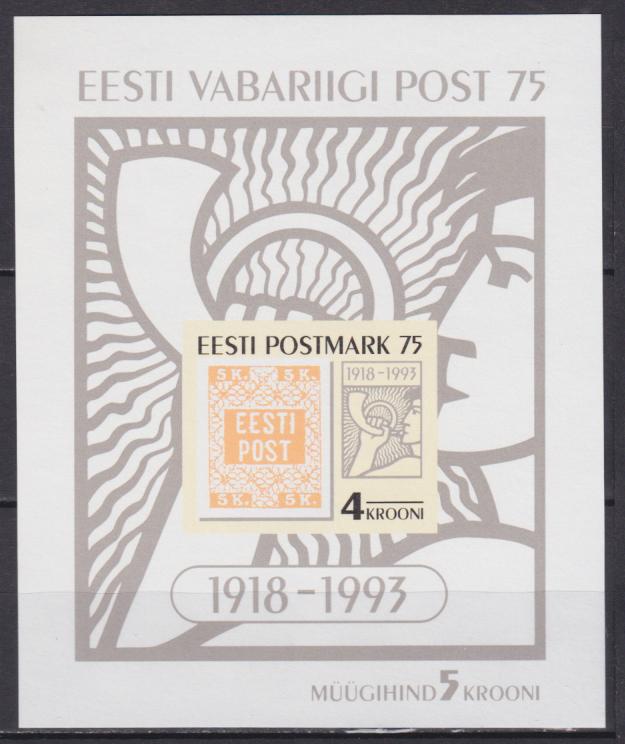 EESTI VABARIIGI POST 75
EESTI POSTMARK 75
5 K. 5 K.
EESTI
POST
5 K. 5 K.
1918-1993
4 KROONI
1918-1993
MÜÜGIHIND 5 KROONI